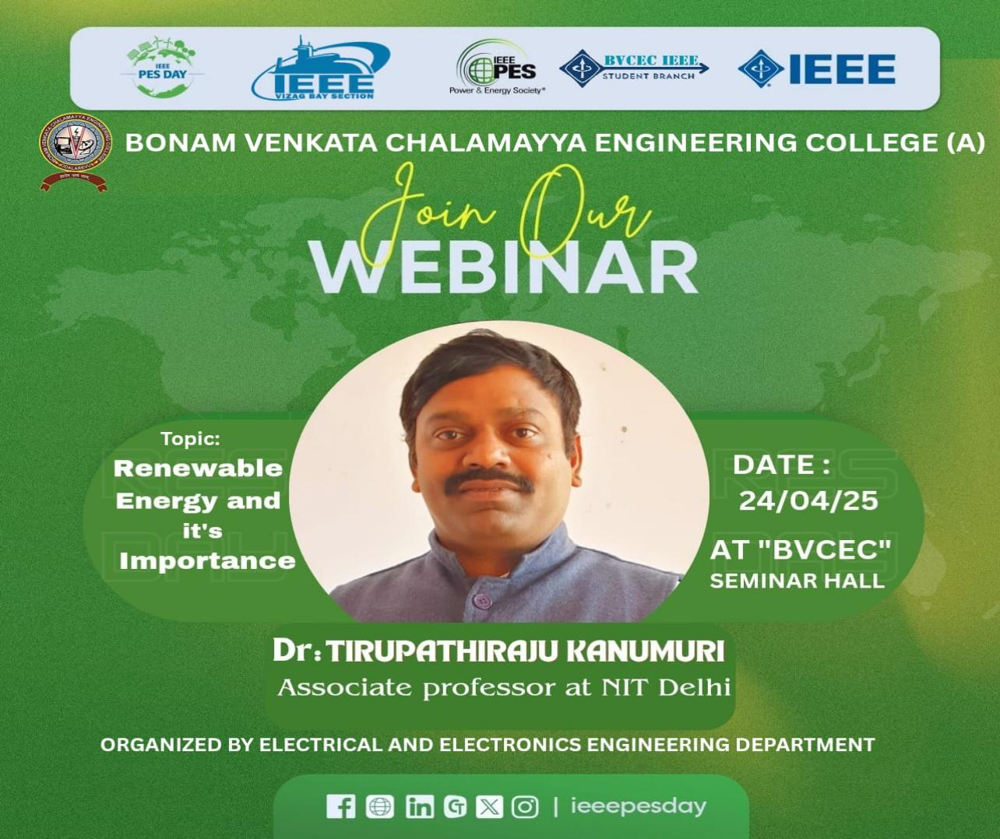 IEEE
PES DAY
IEEE
VIZAG BAY SECTION
IEEE
PES
Power & Energy Society®
BVCEC IEEE
STUDENT BRANCH
IEEE
BONAM VENKATA CHALAMAYYA ENGINEERING COLLEGE (A)
Join Our
WEBINAR
Topic:
Renewable
Energy and
it's
Importance
DATE :
24/04/25
AT "BVCEC"
SEMINAR HALL
Dr: TIRUPATHIRAJU KANUMURI
Associate professor at NIT Delhi
ORGANIZED BY ELECTRICAL AND ELECTRONICS ENGINEERING DEPARTMENT
| ieeepesday